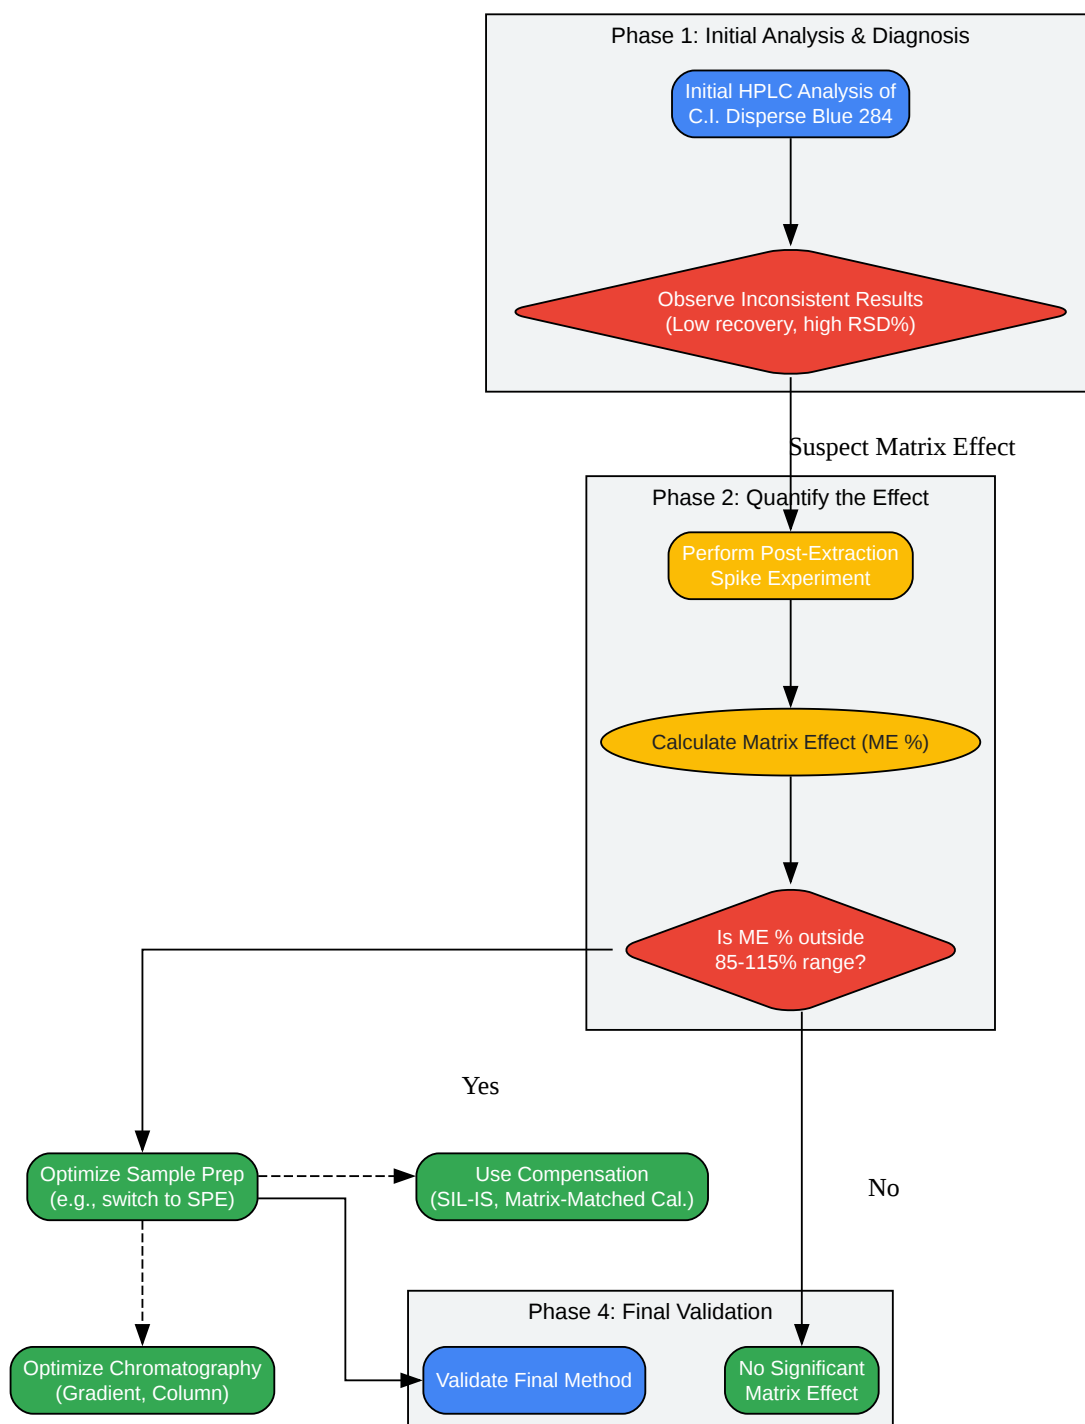 Phase 1: Initial Analysis & Diagnosis
Initial HPLC Analysis of
C.I. Disperse Blue 284
Observe Inconsistent Results
(Low recovery, high RSD%)
Suspect Matrix Effect
Phase 2: Quantify the Effect
Perform Post-Extraction
Spike Experiment
Calculate Matrix Effect (ME %)
Is ME % outside
85-115% range?
Yes
No
Optimize Sample Prep
(e.g., switch to SPE)
Use Compensation
(SIL-IS, Matrix-Matched Cal.)
Optimize Chromatography
(Gradient, Column)
Phase 4: Final Validation
Validate Final Method
No Significant
Matrix Effect